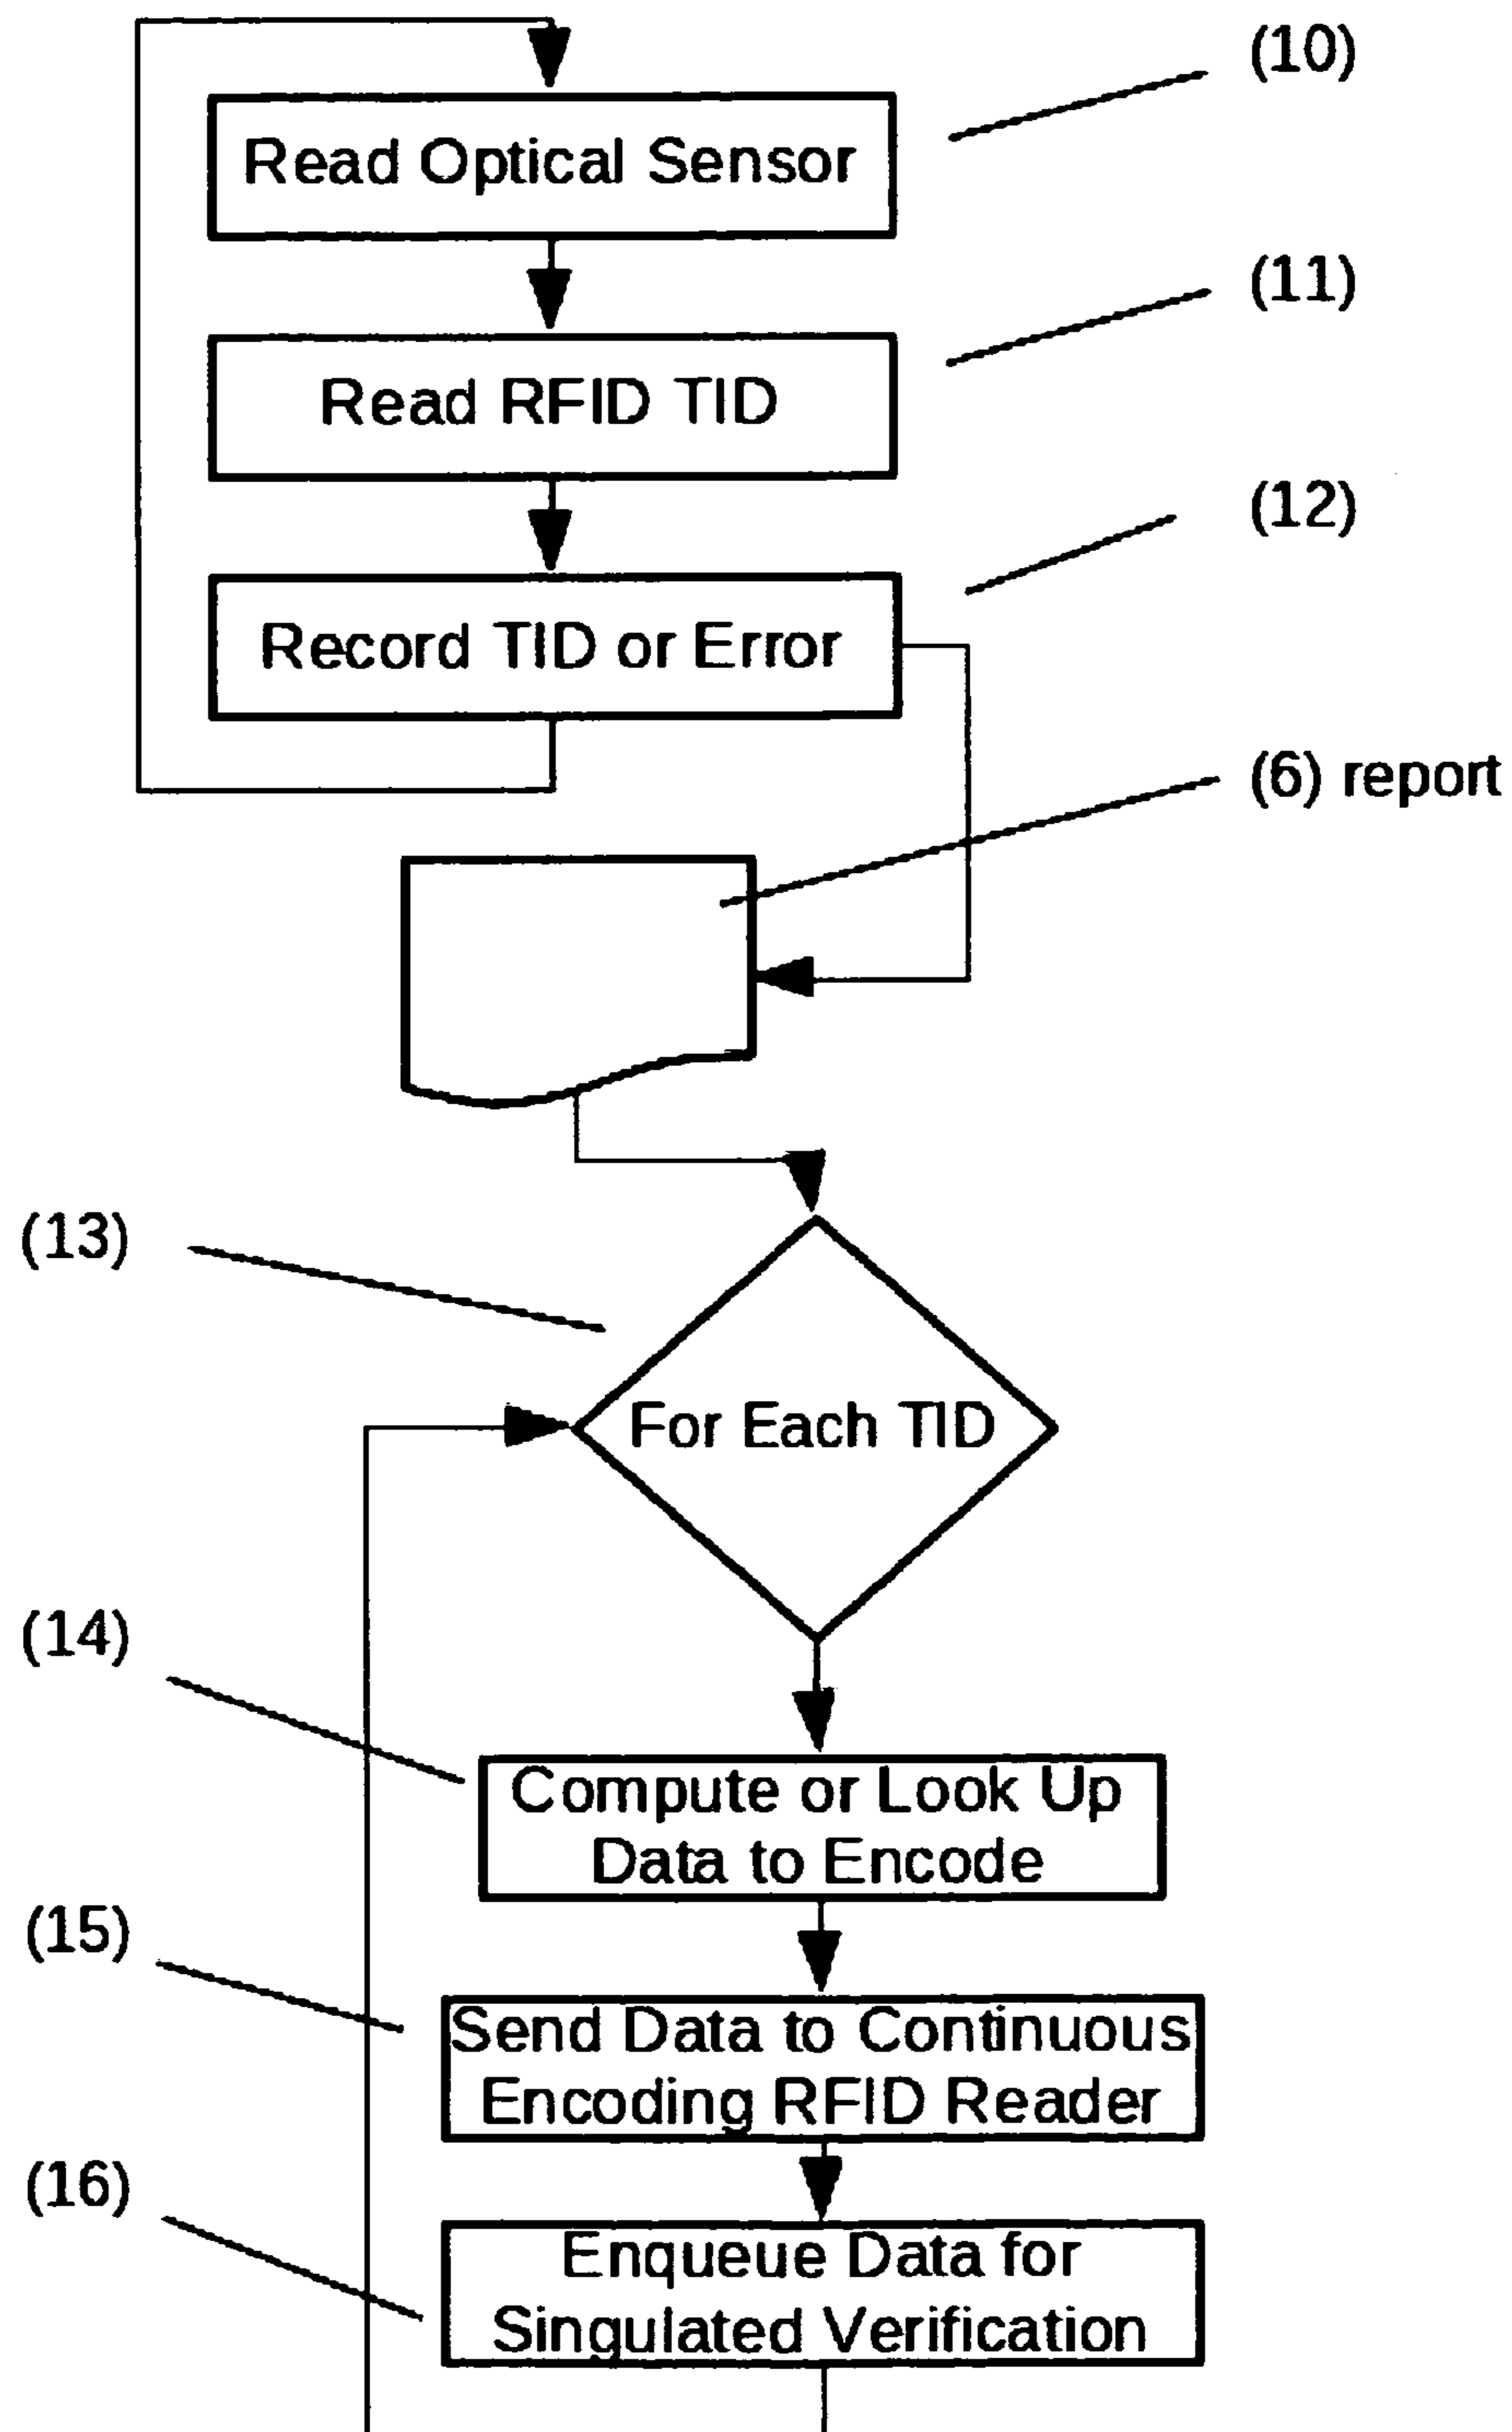 (10)
Read Optical Sensor
(11)
Read RFID TID
(12)
Record TID or Error
(6) report
(13)
For Each TID
(14)
Compute or Look Up
Data to Encode
(15)
Send Data to Continuous
Encoding RFID Reader
(16)
Enqueue Data for
Singulated Verification